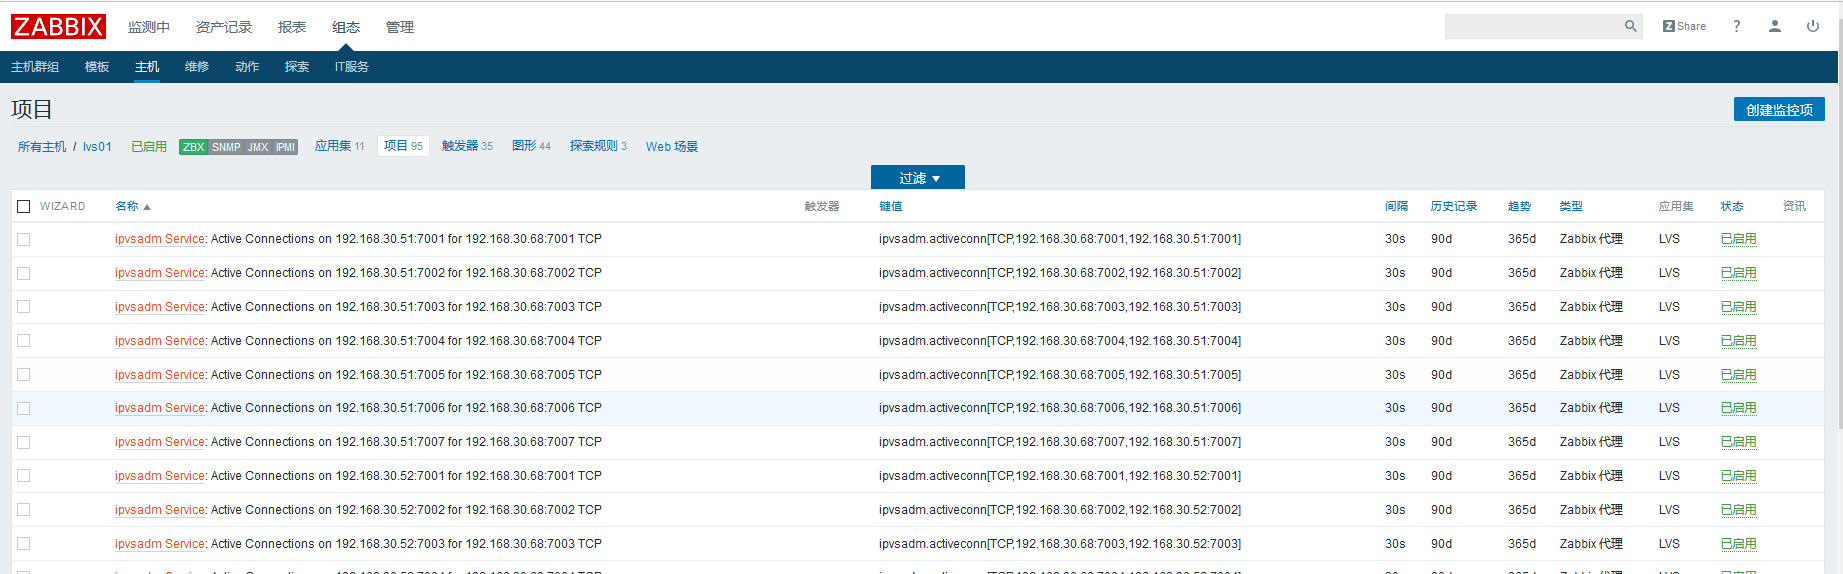 ZABBIX 监测中 资产记录 报表 组态 管理 Z Share ?
主机群组 模板 主机 维修 动作 探索 IT服务
项目 创建监控项
所有主机 / lvs01 已启用 ZBX SNMP JMX IPMI 应用集 11 项目 95 触发器 35 图形 44 探索规则 3 Web 场景
过滤
WIZARD 名称 触发器 键值 间隔 历史记录 趋势 类型 应用集 状态 资讯
ipvsadm Service: Active Connections on 192.168.30.51:7001 for 192.168.30.68:7001 TCP ipvsadm.activeconn[TCP,192.168.30.68:7001,192.168.30.51:7001] 30s 90d 365d Zabbix 代理 LVS 已启用
ipvsadm Service: Active Connections on 192.168.30.51:7002 for 192.168.30.68:7002 TCP ipvsadm.activeconn[TCP,192.168.30.68:7002,192.168.30.51:7002] 30s 90d 365d Zabbix 代理 LVS 已启用
ipvsadm Service: Active Connections on 192.168.30.51:7003 for 192.168.30.68:7003 TCP ipvsadm.activeconn[TCP,192.168.30.68:7003,192.168.30.51:7003] 30s 90d 365d Zabbix 代理 LVS 已启用
ipvsadm Service: Active Connections on 192.168.30.51:7004 for 192.168.30.68:7004 TCP ipvsadm.activeconn[TCP,192.168.30.68:7004,192.168.30.51:7004] 30s 90d 365d Zabbix 代理 LVS 已启用
ipvsadm Service: Active Connections on 192.168.30.51:7005 for 192.168.30.68:7005 TCP ipvsadm.activeconn[TCP,192.168.30.68:7005,192.168.30.51:7005] 30s 90d 365d Zabbix 代理 LVS 已启用
ipvsadm Service: Active Connections on 192.168.30.51:7006 for 192.168.30.68:7006 TCP ipvsadm.activeconn[TCP,192.168.30.68:7006,192.168.30.51:7006] 30s 90d 365d Zabbix 代理 LVS 已启用
ipvsadm Service: Active Connections on 192.168.30.51:7007 for 192.168.30.68:7007 TCP ipvsadm.activeconn[TCP,192.168.30.68:7007,192.168.30.51:7007] 30s 90d 365d Zabbix 代理 LVS 已启用
ipvsadm Service: Active Connections on 192.168.30.52:7001 for 192.168.30.68:7001 TCP ipvsadm.activeconn[TCP,192.168.30.68:7001,192.168.30.52:7001] 30s 90d 365d Zabbix 代理 LVS 已启用
ipvsadm Service: Active Connections on 192.168.30.52:7002 for 192.168.30.68:7002 TCP ipvsadm.activeconn[TCP,192.168.30.68:7002,192.168.30.52:7002] 30s 90d 365d Zabbix 代理 LVS 已启用
ipvsadm Service: Active Connections on 192.168.30.52:7003 for 192.168.30.68:7003 TCP ipvsadm.activeconn[TCP,192.168.30.68:7003,192.168.30.52:7003] 30s 90d 365d Zabbix 代理 LVS 已启用